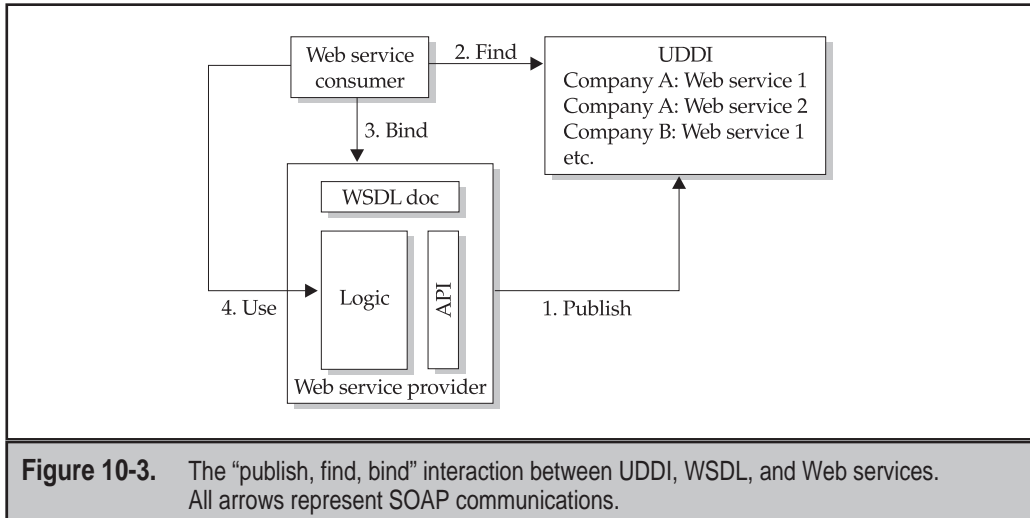 Web service
consumer
2. Find
UDDI
Company A: Web service 1
Company A: Web service 2
Company B: Web service 1
etc.
3. Bind
WSDL doc
Logic
API
4. Use
1. Publish
Web service provider
Figure 10-3. The “publish, find, bind” interaction between UDDI, WSDL, and Web services.
All arrows represent SOAP communications.